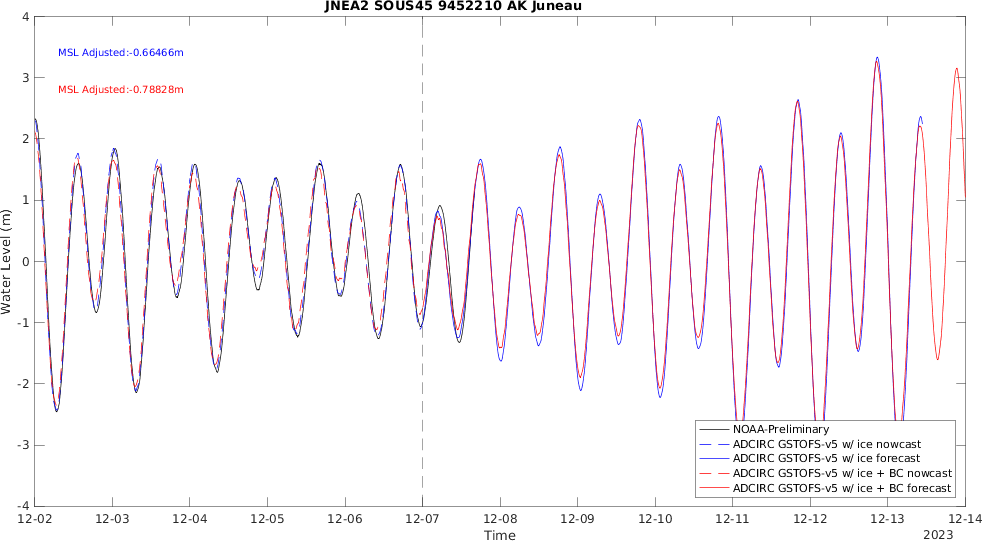 JNEA2 SOUS45 9452210 AK Juneau
MSL Adjusted:-0.66466m
MSL Adjusted:-0.78828m
Water Level (m)
4
3
2
1
0
-1
-2
-3
-4
NOAA-Preliminary
ADCIRC GSTOFS-v5 w/ ice nowcast
ADCIRC GSTOFS-v5 w/ ice forecast
ADCIRC GSTOFS-v5 w/ ice + BC nowcast
ADCIRC GSTOFS-v5 w/ ice + BC forecast
12-02 12-03 12-04 12-05 12-06 12-07 12-08 12-09 12-10 12-11 12-12 12-13 12-14
Time
2023